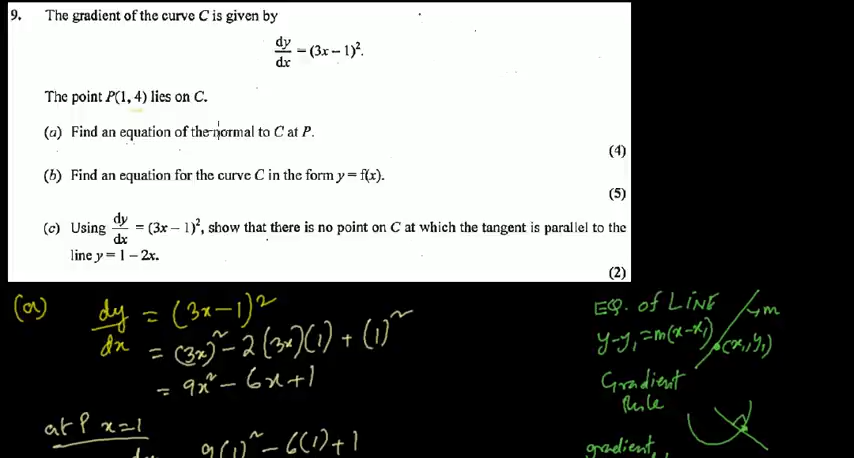 9. The gradient of the curve C is given by
dy/dx = (3x – 1)².
The point P(1, 4) lies on C.
(a) Find an equation of the normal to C at P.
(4)
(b) Find an equation for the curve C in the form y = f(x).
(5)
(c) Using dy/dx = (3x – 1)², show that there is no point on C at which the tangent is parallel to the
line y = 1 – 2x.
(2)
(a) dy/dx = (3x-1)²
= (3x)² - 2(3x)(1) + (1)²
= 9x² - 6x + 1
at P x=1
9(1)² - 6(1) + 1
EQ. of LINE
m
y-y₁=m(x-x₁)
(x₁,y₁)
Gradient
Rule
gradient